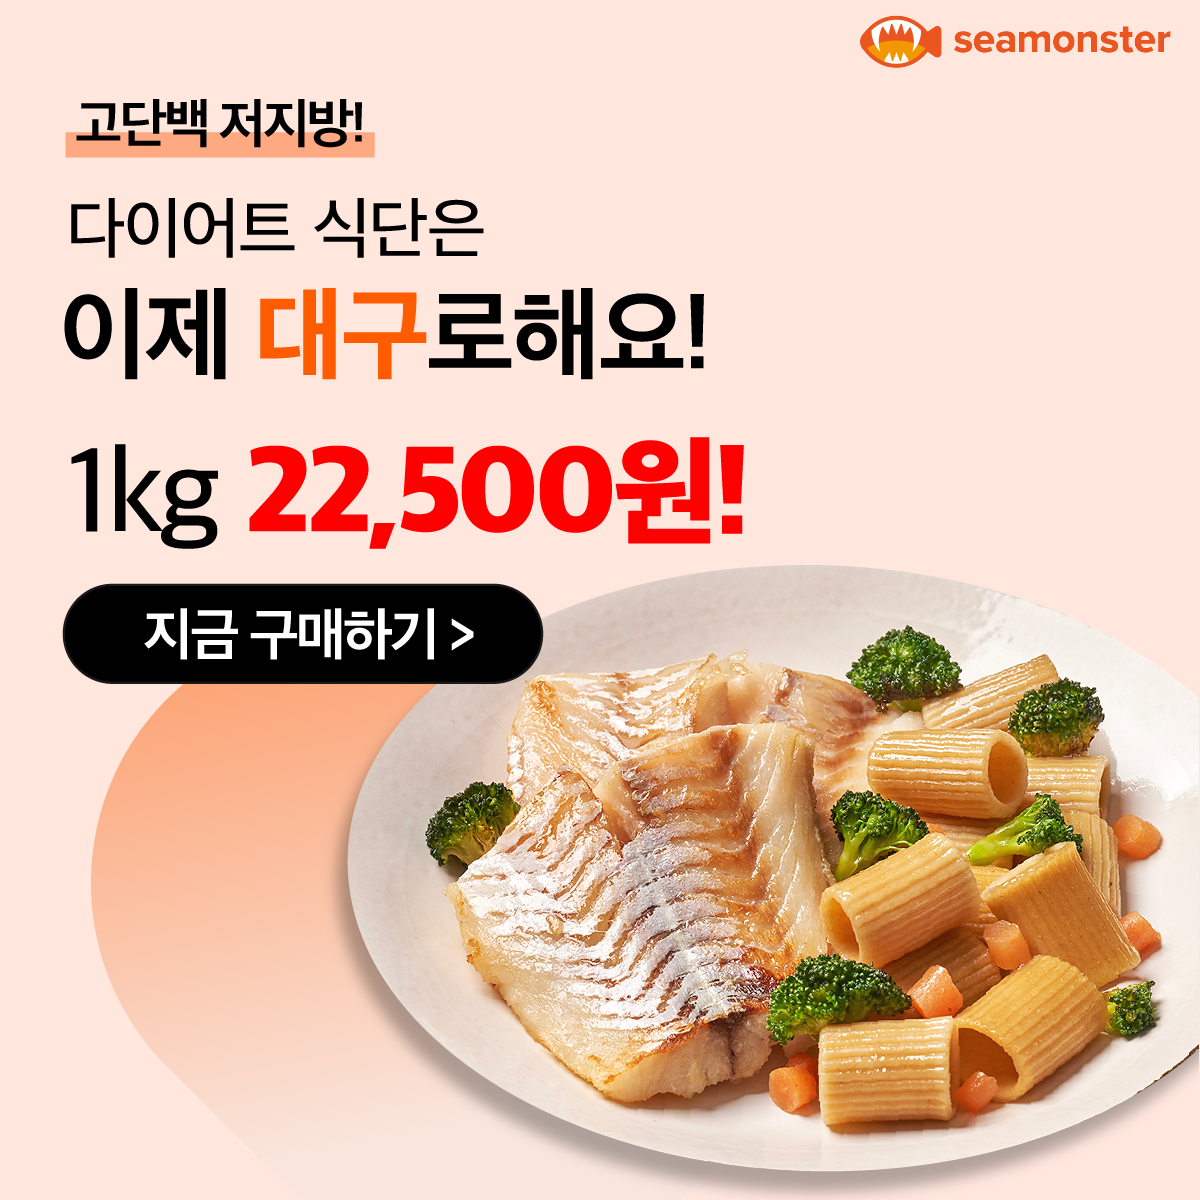 seamonster
고단백 저지방!
다이어트 식단은
이제 대구로해요!
1kg 22,500원!
지금 구매하기 >